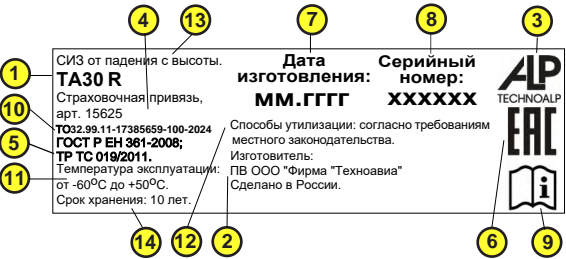 4 13 7 8 3
СИЗ от падения с высоты.
1 ТА30 R
Страховочная привязь,
арт. 15625
10 ТО32.99.11-17385659-100-2024
5 ГОСТ Р ЕН 361-2008;
ТР ТС 019/2011.
11 Температура эксплуатации:
от -60⁰С до +50⁰С.
Срок хранения: 10 лет.
Дата
изготовления:
ММ.ГГГГ
Серийный
номер:
XXXXXX
Способы утилизации: согласно требованиям
местного законодательства.
Изготовитель:
ПВ ООО "Фирма "Техноавиа"
Сделано в России.
ALP
TECHNOALP
EAC
i
14 12 2 6 9